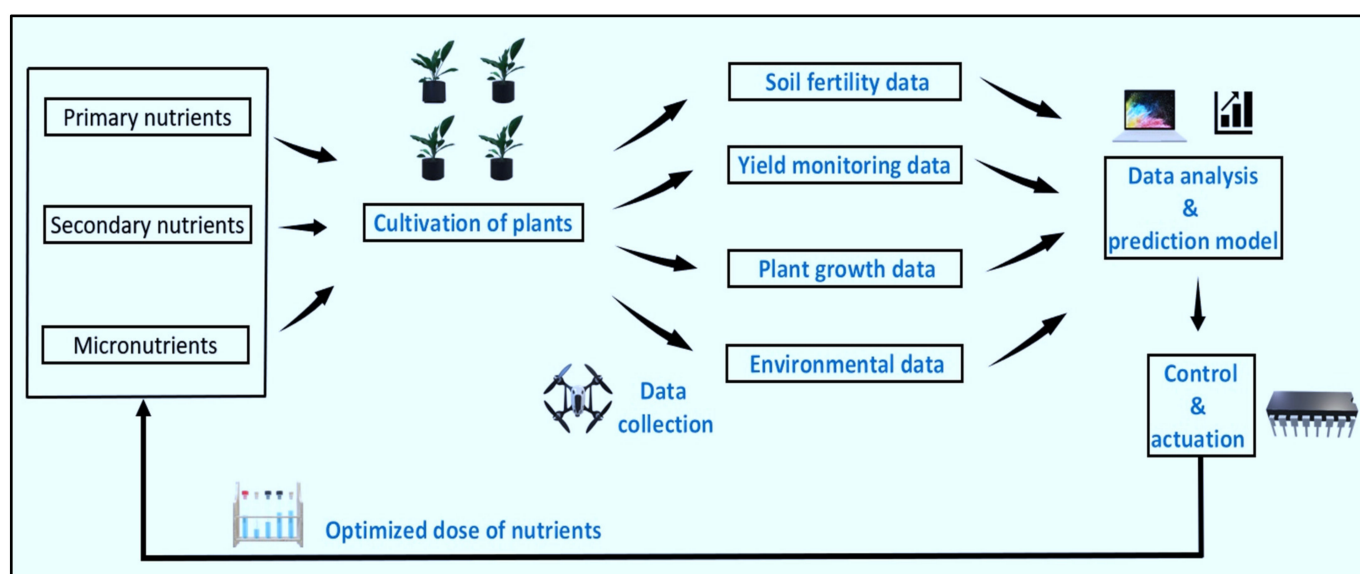 Primary nutrients
Secondary nutrients
Micronutrients
Cultivation of plants
Data
collection
Soil fertility data
Yield monitoring data
Plant growth data
Environmental data
Data analysis
&
prediction model
Control
&
actuation
Optimized dose of nutrients